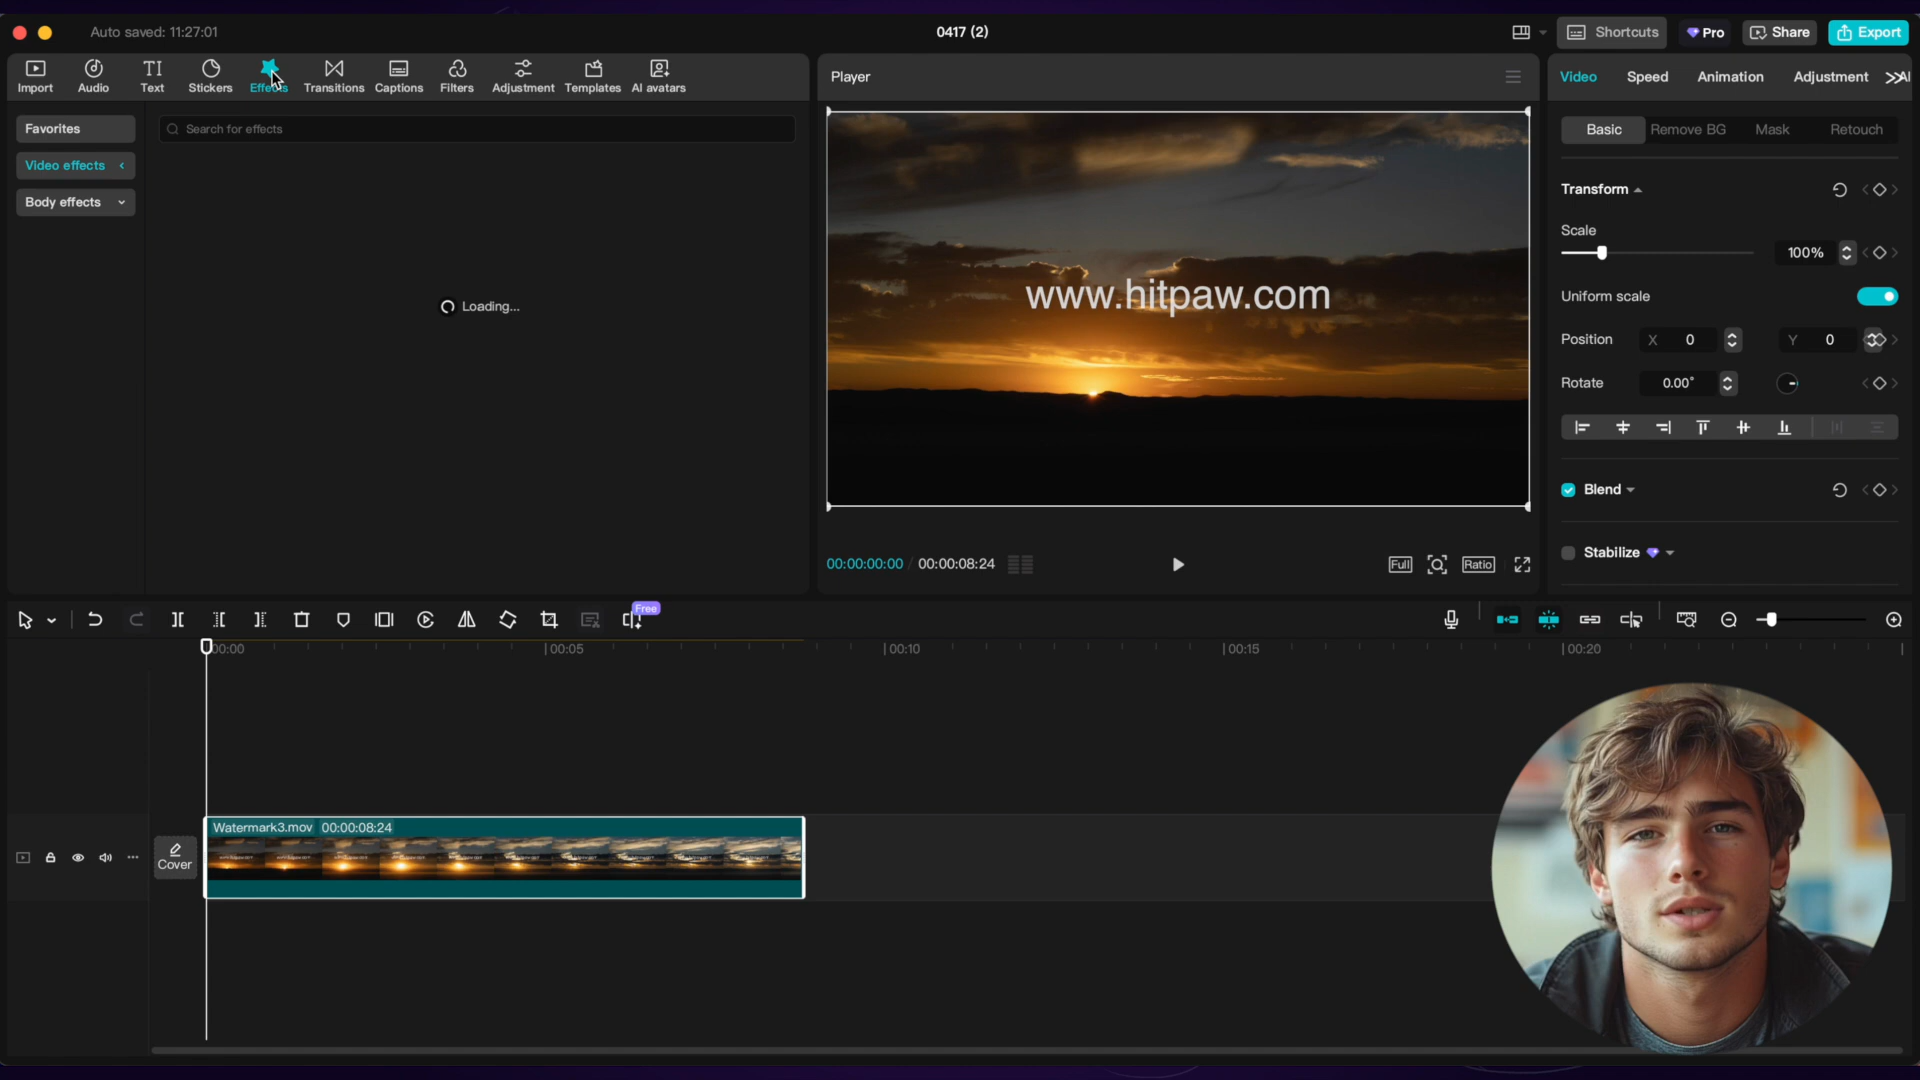 Auto saved: 11:27:01
0417 (2)
Shortcuts
Pro
Share
Export
Import
Audio
Text
Stickers
Effects
Transitions
Captions
Filters
Adjustment
Templates
AI avatars
Player
Video
Speed
Animation
Adjustment
Favorites
Search for effects
Video effects
Body effects
Loading...
www.hitpaw.com
Basic
Remove BG
Mask
Retouch
Transform
Scale
100%
Uniform scale
Position
X 0
Y 0
Rotate
0.00°
Blend
Stabilize
00:00:00:00 / 00:00:08:24
Full
Ratio
Free
00:00
00:05
00:10
00:15
00:20
Watermark3.mov 00:00:08:24
Cover